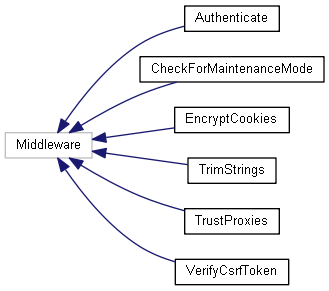 Authenticate
CheckForMaintenanceMode
EncryptCookies
Middleware
TrimStrings
TrustProxies
VerifyCsrfToken